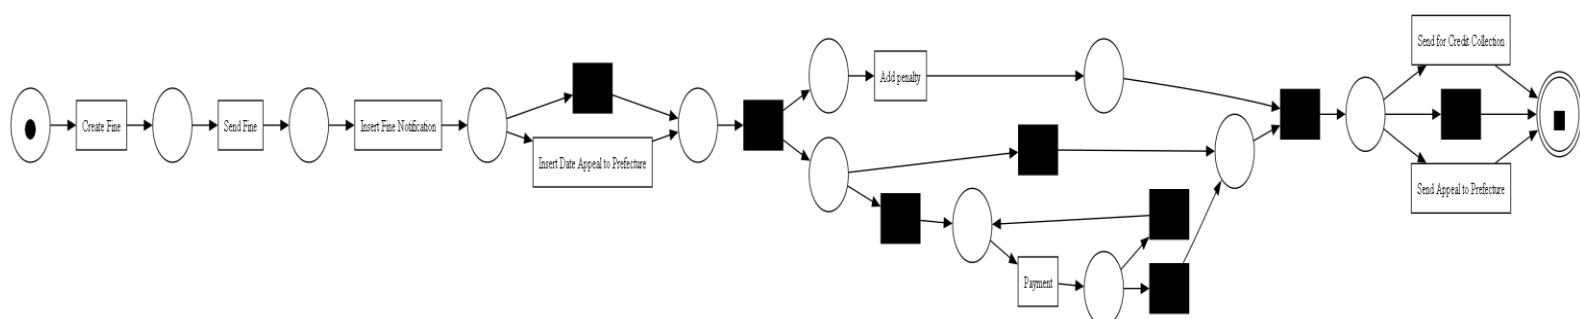 Create Fine
Send Fine
Insert Fine Notification
Insert Date Appeal to Prefecture
Add penalty
Payment
Send for Credit Collection
Send Appeal to Prefecture